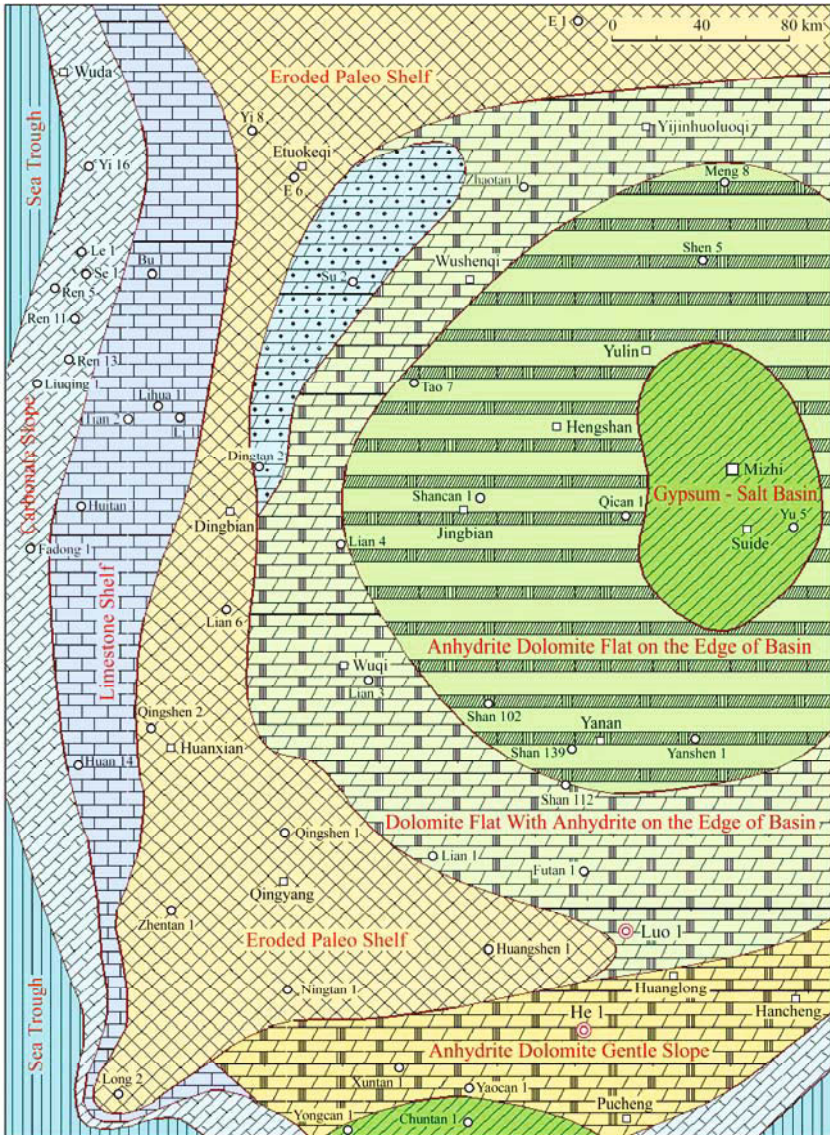 E 1
0 40 80 km
Wuda
Eroded Paleo Shelf
Sea Trough
Yi 8
Yijinhuoluoqi
Etuokeqi
Yi 16
E 6
Zhaotan 1
Meng 8
Le 1
Shen 5
Se 1
Bu 1
Su 2
Wushenqi
Ren 5
Ren 11
Yulin
Ren 13
Liuqing 1
Tao 7
Lihua 11
Tian 2
Hengshan
Carbonate Slope
Dingtan 2
Mizhi
Shancan 1
Gypsum - Salt Basin
Huitan 1
Qican 1
Yu 5
Dingbian
Jingbian
Suide
Fadong 1
Lian 4
Limestone Shelf
Lian 6
Anhydrite Dolomite Flat on the Edge of Basin
Wuqi
Lian 3
Shan 102
Qingshen 2
Yanan
Huanxian
Shan 139
Yanshen 1
Huan 14
Shan 112
Dolomite Flat With Anhydrite on the Edge of Basin
Qingshen 1
Lian 1
Futan 1
Qingyang
Zhentan 1
Luo 1
Eroded Paleo Shelf
Huangshen 1
Ningtan 1
Huanglong
Hancheng
Sea Trough
He 1
Anhydrite Dolomite Gentle Slope
Xuntan 1
Long 2
Yaocan 1
Pucheng
Yongcan 1
Chuntan 1